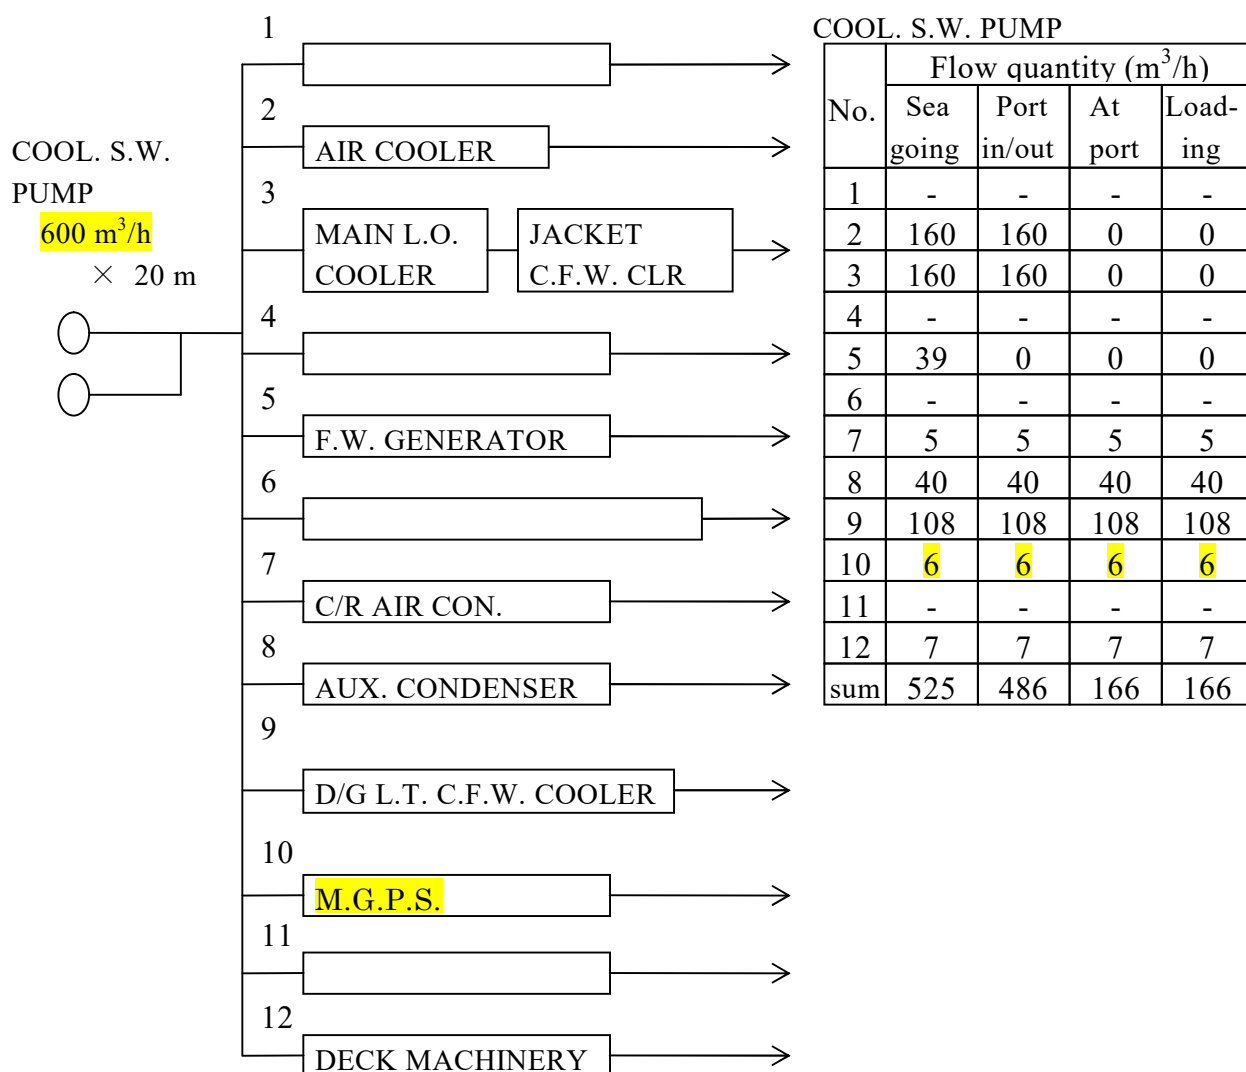 COOL. S.W.
PUMP
600 m³/h
× 20 m
1
2
AIR COOLER
3
MAIN L.O.
COOLER
JACKET
C.F.W. CLR
4
5
F.W. GENERATOR
6
7
C/R AIR CON.
8
AUX. CONDENSER
9
D/G L.T. C.F.W. COOLER
10
M.G.P.S.
11
12
DECK MACHINERY
COOL. S.W. PUMP
No. Flow quantity (m³/h)
Sea going Port in/out At port Load-ing
1 - - - -
2 160 160 0 0
3 160 160 0 0
4 - - - -
5 39 0 0 0
6 - - - -
7 5 5 5 5
8 40 40 40 40
9 108 108 108 108
10 6 6 6 6
11 - - - -
12 7 7 7 7
sum 525 486 166 166